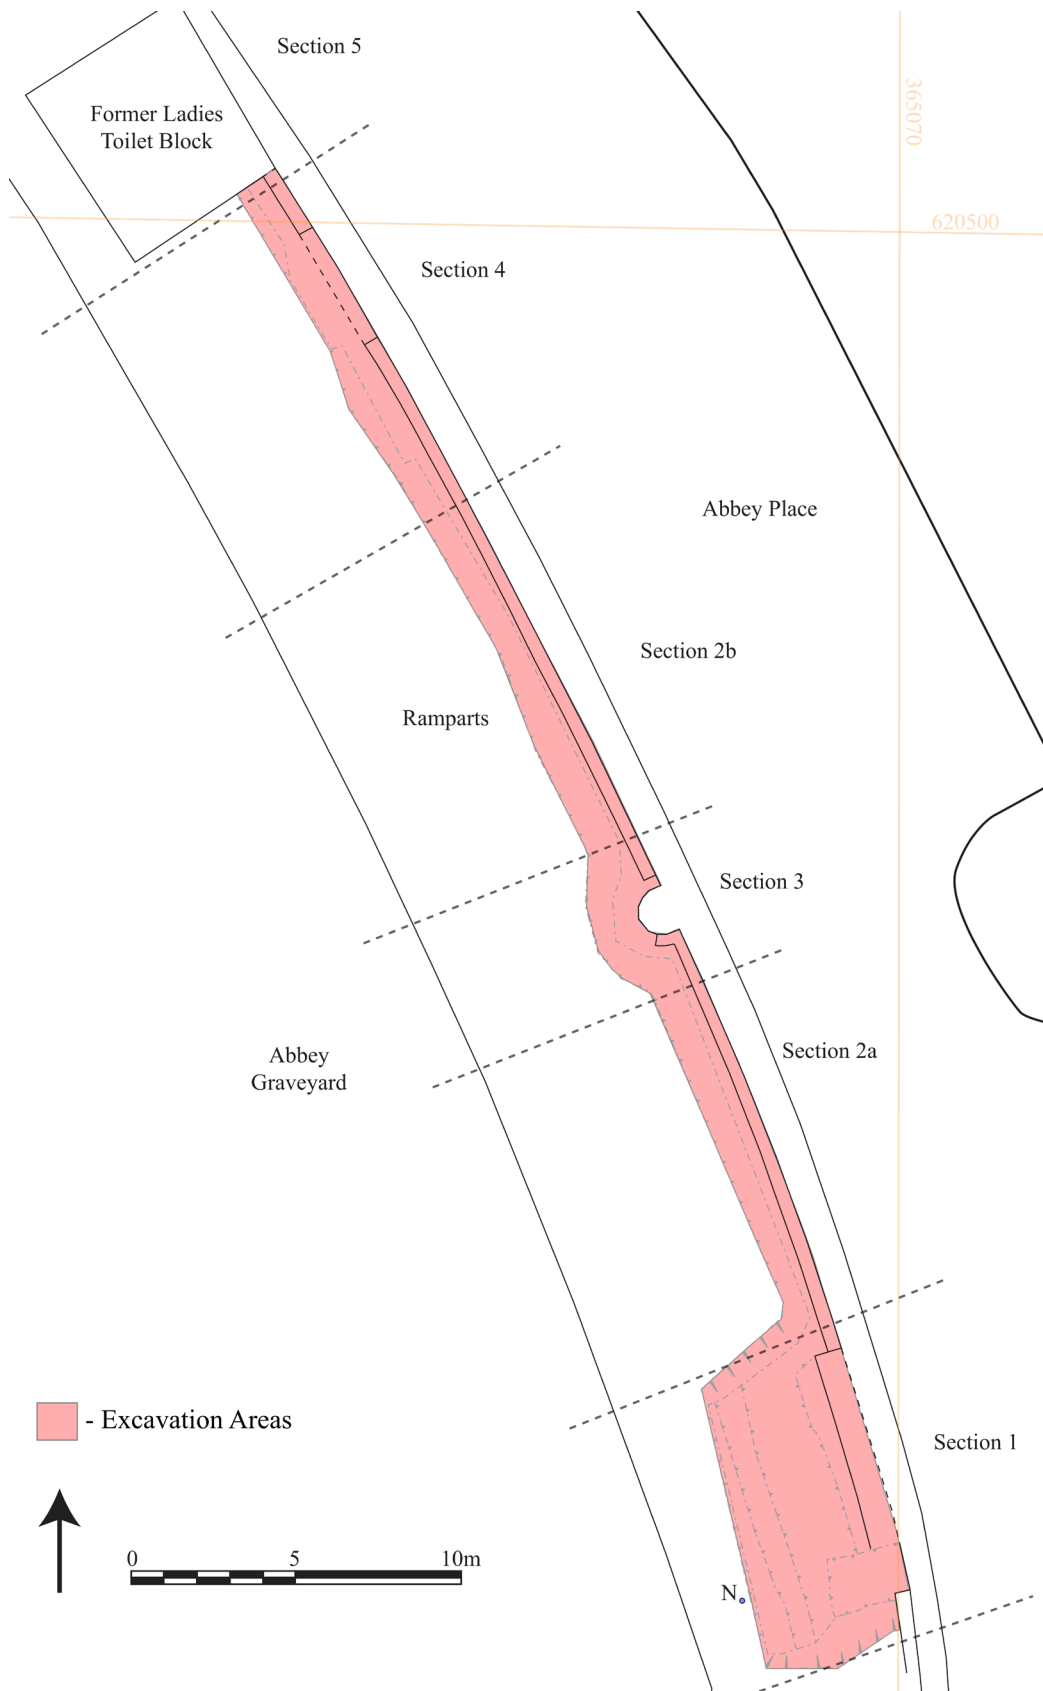 Section 5
Former Ladies
Toilet Block
365070
620500
Section 4
Abbey Place
Section 2b
Ramparts
Section 3
Section 2a
Abbey
Graveyard
- Excavation Areas
Section 1
0 5 10m
N